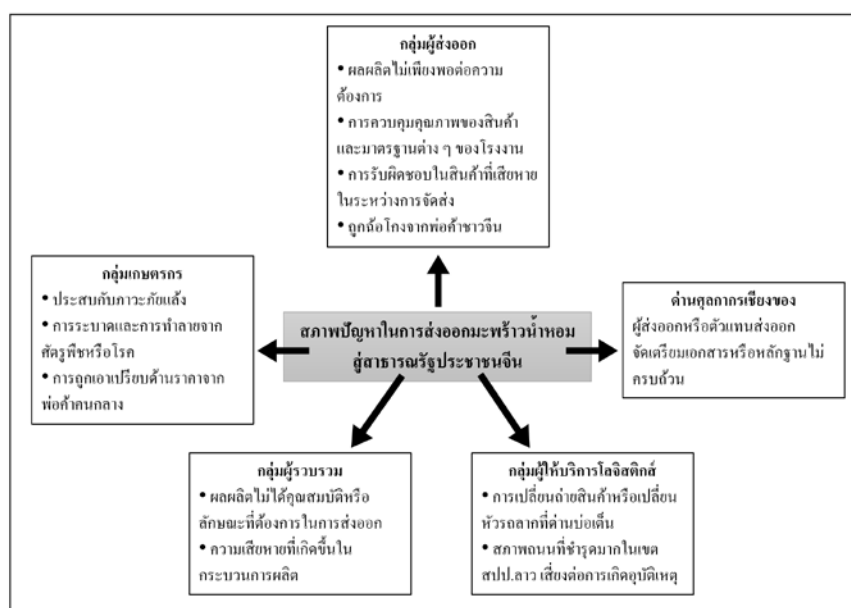 กลุ่มผู้ส่งออก
• ผลผลิตไม่เพียงพอต่อความ
ต้องการ
• การควบคุมคุณภาพของสินค้า
และมาตรฐานต่าง ๆ ของโรงงาน
• การรับผิดชอบในสินค้าที่เสียหาย
ในระหว่างการจัดส่ง
• ถูกฉ้อโกงจากพ่อค้าชาวจีน
กลุ่มเกษตรกร
• ประสบกับภาวะภัยแล้ง
• การระบาดและการทำลายจาก
สัตรูพืชหรือโรค
• การถูกเอาเปรียบด้านราคาจาก
พ่อค้าคนกลาง
สภาพปัญหาในการส่งออกมะพร้าวน้ำหอม
สู่สาธารณรัฐประชาชนจีน
ด่านศุลกากรเชียงของ
ผู้ส่งออกหรือตัวแทนส่งออก
จัดเตรียมเอกสารหรือหลักฐานไม่
ครบถ้วน
กลุ่มผู้รวบรวม
• ผลผลิตไม่ได้คุณสมบัติหรือ
ลักษณะที่ต้องการในการส่งออก
• ความเสียหายที่เกิดขึ้นใน
กระบวนการผลิต
กลุ่มผู้ให้บริการโลจิสติกส์
• การเปลี่ยนถ่ายสินค้าหรือเปลี่ยน
หัวรถลากที่ด่านบ่อเต็น
• สภาพถนนที่ชำรุดมากในเขต
สปป.ลาว เสี่ยงต่อการเกิดอุบัติเหตุ